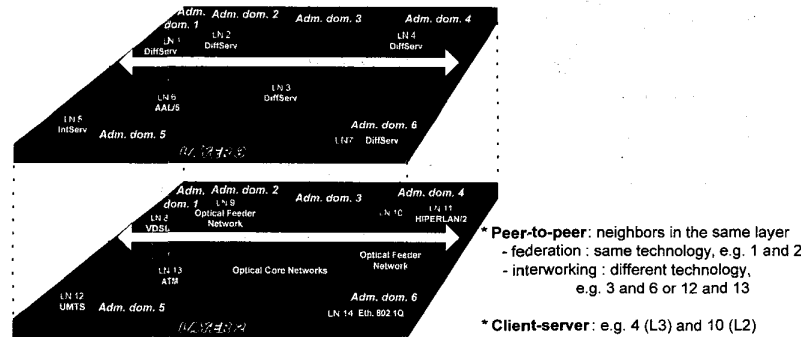 Adm. Adm. dom. 2 Adm. dom. 3 Adm. dom. 4
dom. 1
LN 1 LN 2 LN 4
DiffServ DiffServ DiffServ
LN 3
DiffServ
LN 6
AAL/5
LN 5
IntServ
Adm. dom. 5
Adm. dom. 6
LN7 DiffServ
LAYER 3
Adm. Adm. dom. 2 Adm. dom. 3 Adm. dom. 4
dom. 1
LN 9
Optical Feeder
Network
LN 8
VDSL
LN 10
LN 11
HIPERLAN/2
Optical Feeder
Network
LN 13
ATM
Optical Core Networks
LN 12
UMTS
Adm. dom. 5
Adm. dom. 6
LN 14 Eth. 802 1Q
LAYER 2
* Peer-to-peer : neighbors in the same layer
- federation : same technology, e.g. 1 and 2
- interworking : different technology,
e.g. 3 and 6 or 12 and 13
* Client-server : e.g. 4 (L3) and 10 (L2)